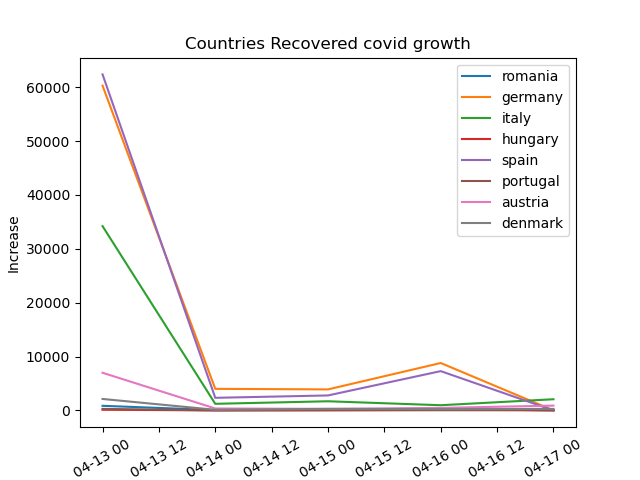 Countries Recovered covid growth
Increase
60000
50000
40000
30000
20000
10000
0
romania
germany
italy
hungary
spain
portugal
austria
denmark
04-13 00
04-13 12
04-14 00
04-14 12
04-15 00
04-15 12
04-16 00
04-16 12
04-17 00